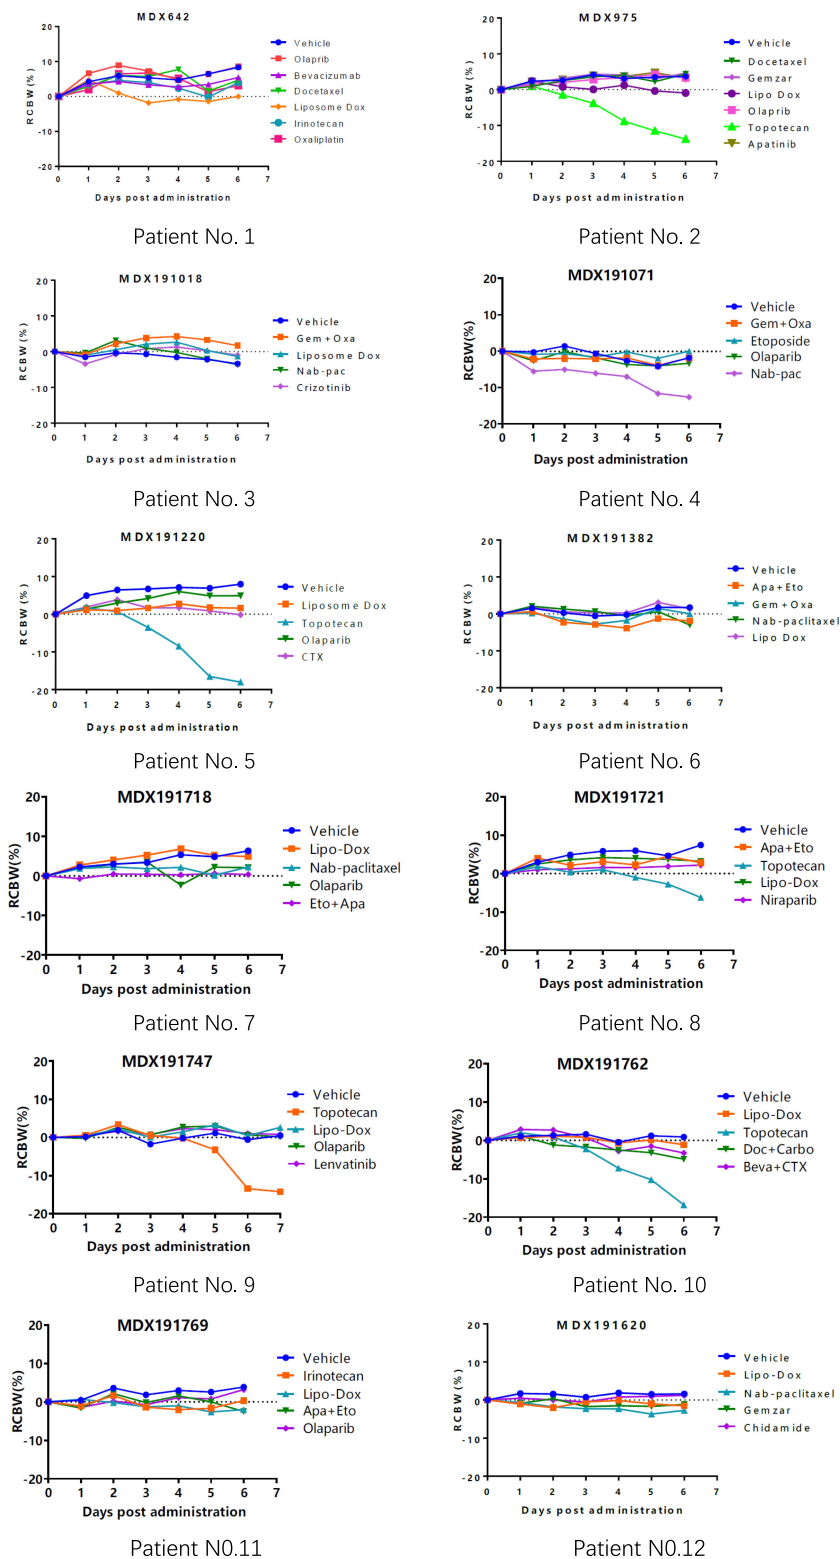 MDX642
RCBW(%)
20
10
0
-10
-20
0 1 2 3 4 5 6 7
Days post administration
Vehicle
Olaprib
Bevacizumab
Docetaxel
Liposome Dox
Irinotecan
Oxaliplatin
Patient No. 1
MDX975
RCBW(%)
20
10
0
-10
-20
0 1 2 3 4 5 6 7
Days post administration
Vehicle
Docetaxel
Gemzar
Lipo Dox
Olaprib
Topotecan
Apatinib
Patient No. 2
MDX191018
RCBW(%)
20
10
0
-10
-20
0 1 2 3 4 5 6 7
Days post administration
Vehicle
Gem+Oxa
Liposome Dox
Nab-pac
Crizotinib
Patient No. 3
MDX191071
RCBW(%)
20
10
0
-10
-20
0 1 2 3 4 5 6 7
Days post administration
Vehicle
Gem+Oxa
Etoposide
Olaparib
Nab-pac
Patient No. 4
MDX191220
RCBW(%)
20
10
0
-10
-20
0 1 2 3 4 5 6 7
Days post administration
Vehicle
Liposome Dox
Topotecan
Olaparib
CTX
Patient No. 5
MDX191382
RCBW(%)
20
10
0
-10
-20
0 1 2 3 4 5 6 7
Days post administration
Vehicle
Apa+Eto
Gem+Oxa
Nab-paclitaxel
Lipo Dox
Patient No. 6
MDX191718
RCBW(%)
20
10
0
-10
-20
0 1 2 3 4 5 6 7
Days post administration
Vehicle
Lipo-Dox
Nab-paclitaxel
Olaparib
Eto+Apa
Patient No. 7
MDX191721
RCBW(%)
20
10
0
-10
-20
0 1 2 3 4 5 6 7
Days post administration
Vehicle
Apa+Eto
Topotecan
Lipo-Dox
Niraparib
Patient No. 8
MDX191747
RCBW(%)
20
10
0
-10
-20
0 1 2 3 4 5 6 7
Days post administration
Vehicle
Topotecan
Lipo-Dox
Olaparib
Lenvatinib
Patient No. 9
MDX191762
RCBW(%)
20
10
0
-10
-20
0 1 2 3 4 5 6 7
Days post administration
Vehicle
Lipo-Dox
Topotecan
Doc+Carbo
Beva+CTX
Patient No. 10
MDX191769
RCBW(%)
20
10
0
-10
-20
0 1 2 3 4 5 6 7
Days post administration
Vehicle
Irinotecan
Lipo-Dox
Apa+Eto
Olaparib
Patient N0.11
MDX191620
RCBW(%)
20
10
0
-10
-20
0 1 2 3 4 5 6 7
Days post administration
Vehicle
Lipo-Dox
Nab-paclitaxel
Gemzar
Chidamide
Patient N0.12